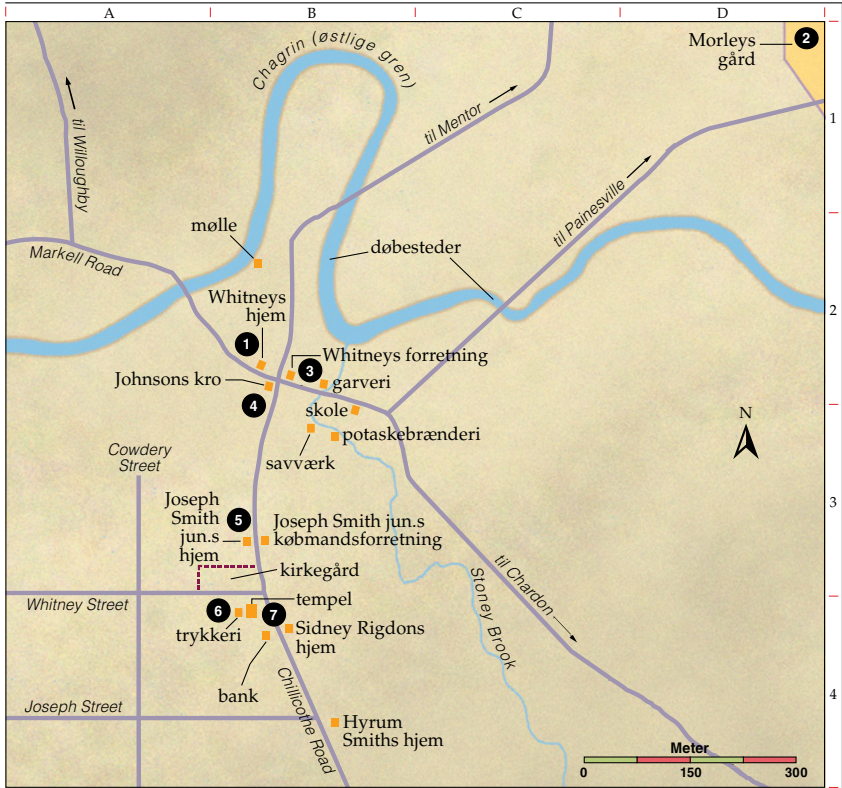 A
B
C
D
1
2
3
4
Chagrin (østlige gren)
Morleys
gård
2
til Willoughby
til Mentor
til Painesville
Markell Road
mølle
døbesteder
Whitneys
hjem
1
Whitneys forretning
3
garveri
Johnsons kro
4
skole
potaskebrænderi
savværk
N
Cowdery
Street
Joseph
Smith
jun.s
hjem
5
Joseph Smith jun.s
købmandsforretning
kirkegård
Whitney Street
tempel
6
7
trykkeri
Sidney Rigdons
hjem
bank
Stoney Brook
til Chardon
Joseph Street
Chillicothe Road
Hyrum
Smiths hjem
Meter
0
150
300